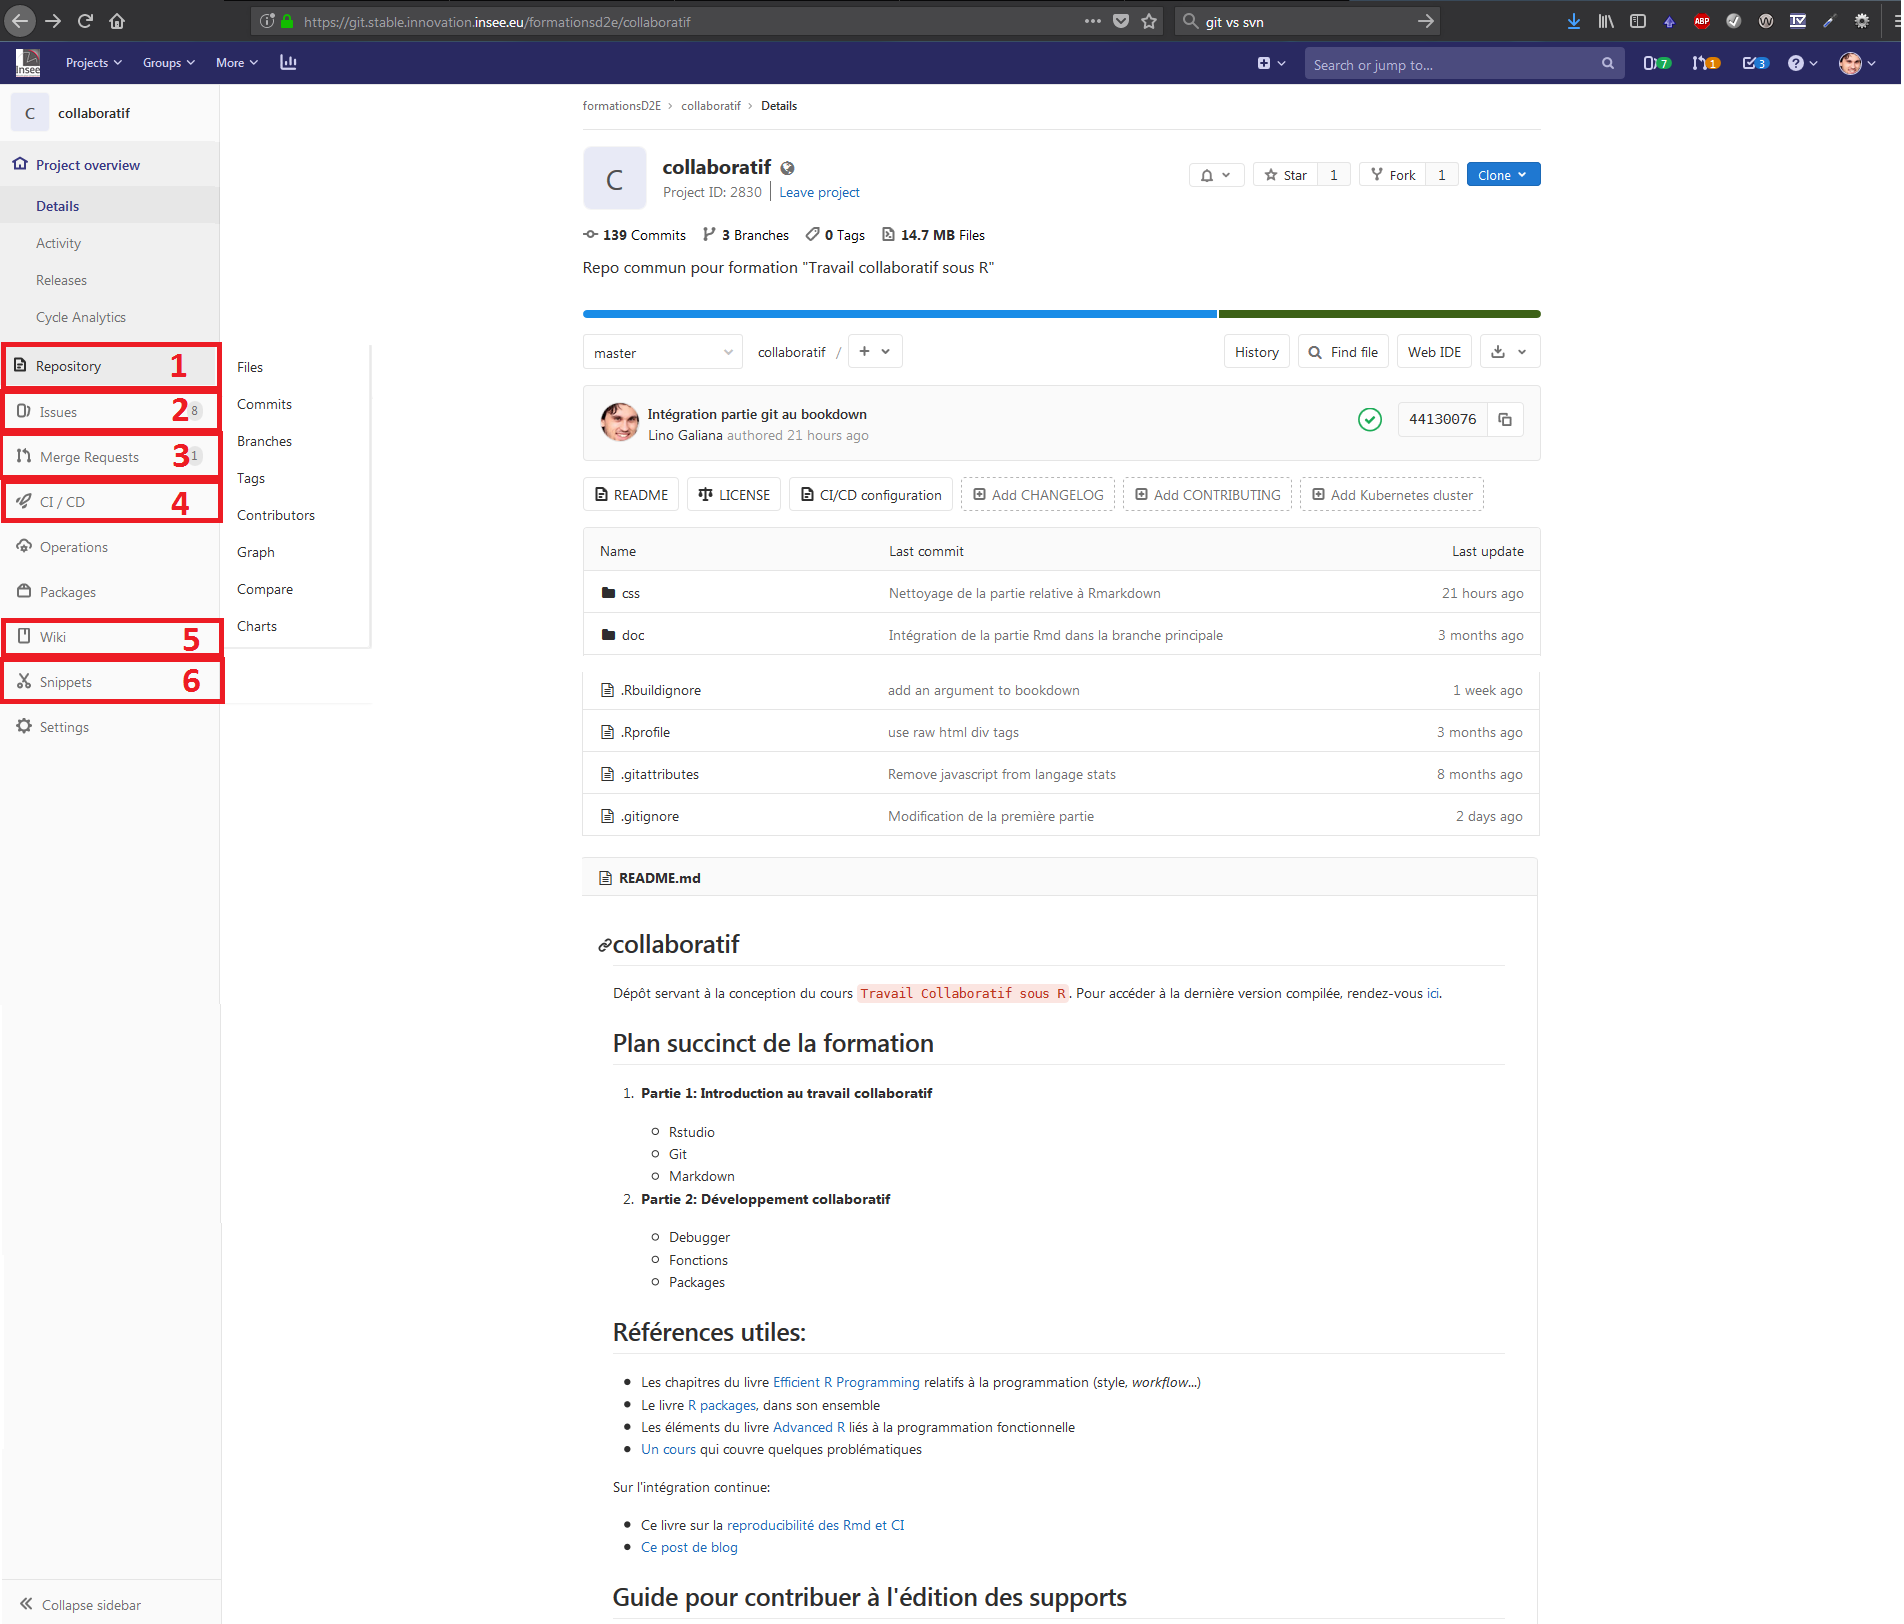 https://git.stable.innovation.insee.eu/formationsd2e/collaboratif
git vs svn
ABP
Insee
Projects
Groups
More
Search or jump to...
7
1
3
C
collaboratif
Project overview
Details
Activity
Releases
Cycle Analytics
Repository 1
Issues 2 8
Merge Requests 3 1
CI / CD 4
Operations
Packages
Wiki 5
Snippets 6
Settings
Collapse sidebar
Files
Commits
Branches
Tags
Contributors
Graph
Compare
Charts
formationsD2E > collaboratif > Details
C
collaboratif
Project ID: 2830 | Leave project
Star 1
Fork 1
Clone
139 Commits 3 Branches 0 Tags 14.7 MB Files
Repo commun pour formation "Travail collaboratif sous R"
master
collaboratif / +
History
Find file
Web IDE
Intégration partie git au bookdown
Lino Galiana authored 21 hours ago
44130076
README
LICENSE
CI/CD configuration
Add CHANGELOG
Add CONTRIBUTING
Add Kubernetes cluster
Name Last commit Last update
css Nettoyage de la partie relative à Rmarkdown 21 hours ago
doc Intégration de la partie Rmd dans la branche principale 3 months ago
.Rbuildignore add an argument to bookdown 1 week ago
.Rprofile use raw html div tags 3 months ago
.gitattributes Remove javascript from langage stats 8 months ago
.gitignore Modification de la première partie 2 days ago
README.md
collaboratif
Dépôt servant à la conception du cours Travail Collaboratif sous R. Pour accéder à la dernière version compilée, rendez-vous ici.
Plan succinct de la formation
1. Partie 1: Introduction au travail collaboratif
Rstudio
Git
Markdown
2. Partie 2: Développement collaboratif
Debugger
Fonctions
Packages
Références utiles:
Les chapitres du livre Efficient R Programming relatifs à la programmation (style, workflow...)
Le livre R packages, dans son ensemble
Les éléments du livre Advanced R liés à la programmation fonctionnelle
Un cours qui couvre quelques problématiques
Sur l'intégration continue:
Ce livre sur la reproducibilité des Rmd et CI
Ce post de blog
Guide pour contribuer à l'édition des supports